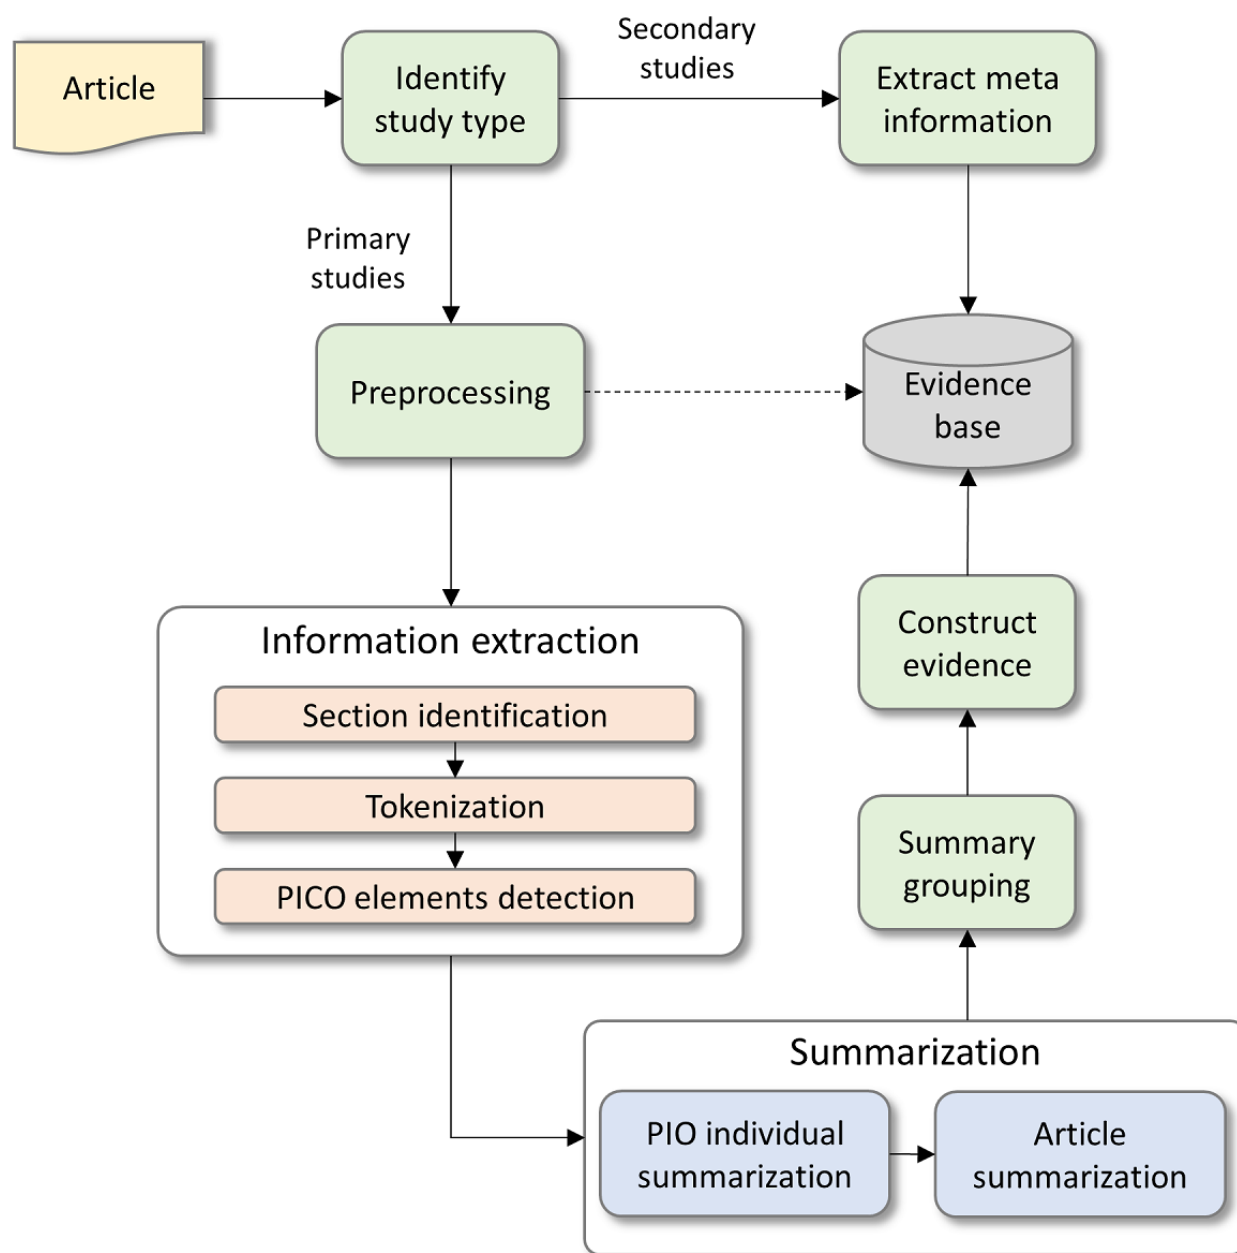 Article
Identify
study type
Secondary
studies
Extract meta
information
Primary
studies
Preprocessing
Evidence
base
Information extraction
Section identification
Tokenization
PICO elements detection
Construct
evidence
Summary
grouping
Summarization
PIO individual
summarization
Article
summarization